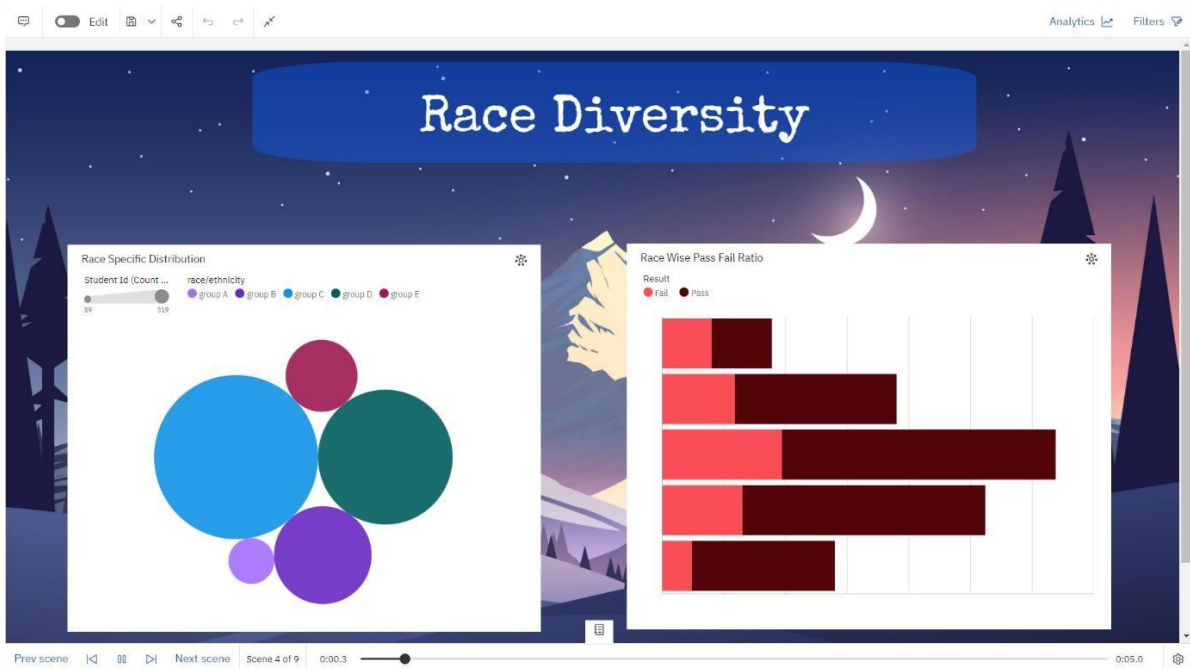 Edit
Analytics
Filters
Race Diversity
Race Specific Distribution
Student Id (Count ...
race/ethnicity
89
319
group A
group B
group C
group D
group E
Race Wise Pass Fail Ratio
Result
Fail
Pass
Prev scene
Next scene
Scene 4 of 9
0:00.3
0:05.0